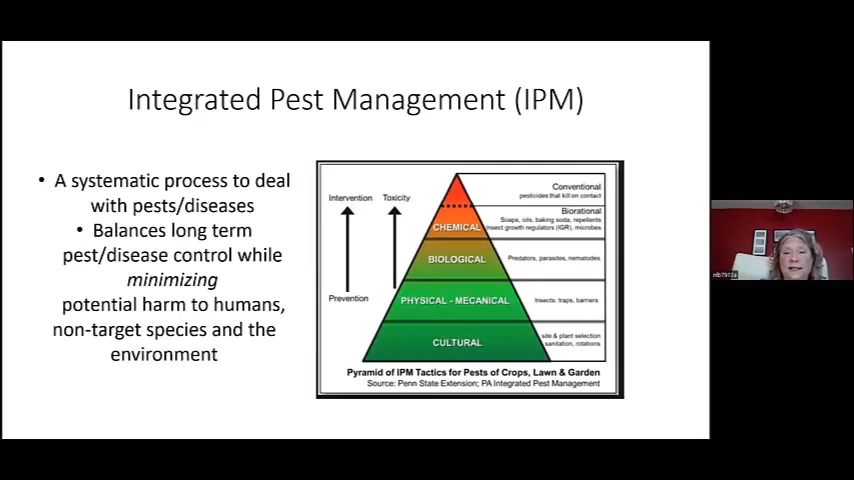 Integrated Pest Management (IPM)
• A systematic process to deal
with pests/diseases
• Balances long term
pest/disease control while
minimizing
potential harm to humans,
non-target species and the
environment
Intervention Toxicity
Prevention
CHEMICAL
BIOLOGICAL
PHYSICAL - MECANICAL
CULTURAL
Conventional
pesticides that kill on contact
Biorational
Soaps, oils, baking soda, repellents
Insect growth regulators (IGR), microbes
Predators, parasites, nematodes
Insects: traps, barriers
site & plant selection
sanitation, rotations
Pyramid of IPM Tactics for Pests of Crops, Lawn & Garden
Source: Penn State Extension; PA Integrated Pest Management